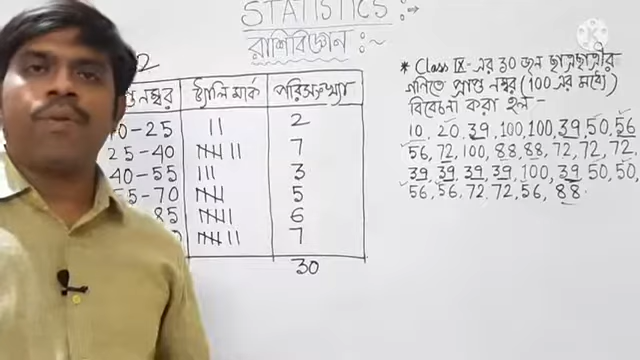 STATISTICS :→
রাশিবিজ্ঞান :~
2
নম্বর ট্যালি মার্ক পরিসংখ্যা
0-25 || 2
25-40 |||| || 7
40-55 ||| 3
55-70 |||| 5
85 |||| | 6
|||| || 7
30
* Class IX-এর 30 জন ছাত্রছাত্রীর
গণিতে প্রাপ্ত নম্বর (100 এর মধ্যে)
বিবেচনা করা হল -
10, 20, 39, 100, 100, 39, 50, 56
56, 72, 100, 88, 88, 72, 72, 72.
39, 39, 39, 39, 100, 39, 50, 50,
56, 56, 72, 72, 56, 88.